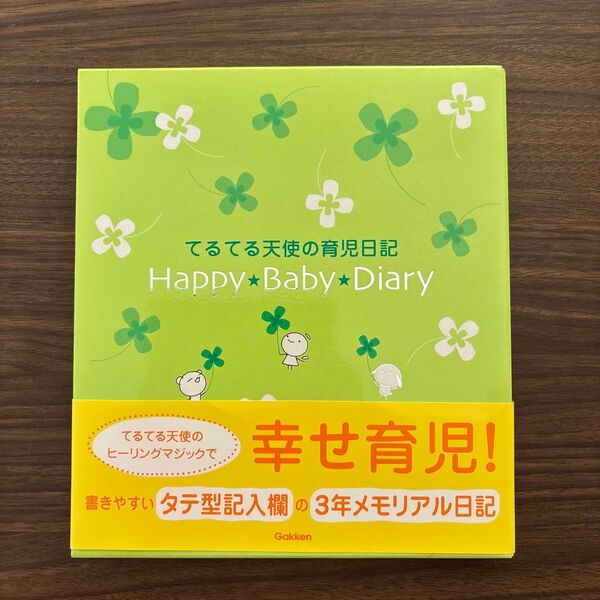 てるてる天使の育児日記
Happy★Baby★Diary
てるてる天使の
ヒーリングマジックで
幸せ育児!
書きやすい タテ型記入欄 の 3年メモリアル日記
Gakken